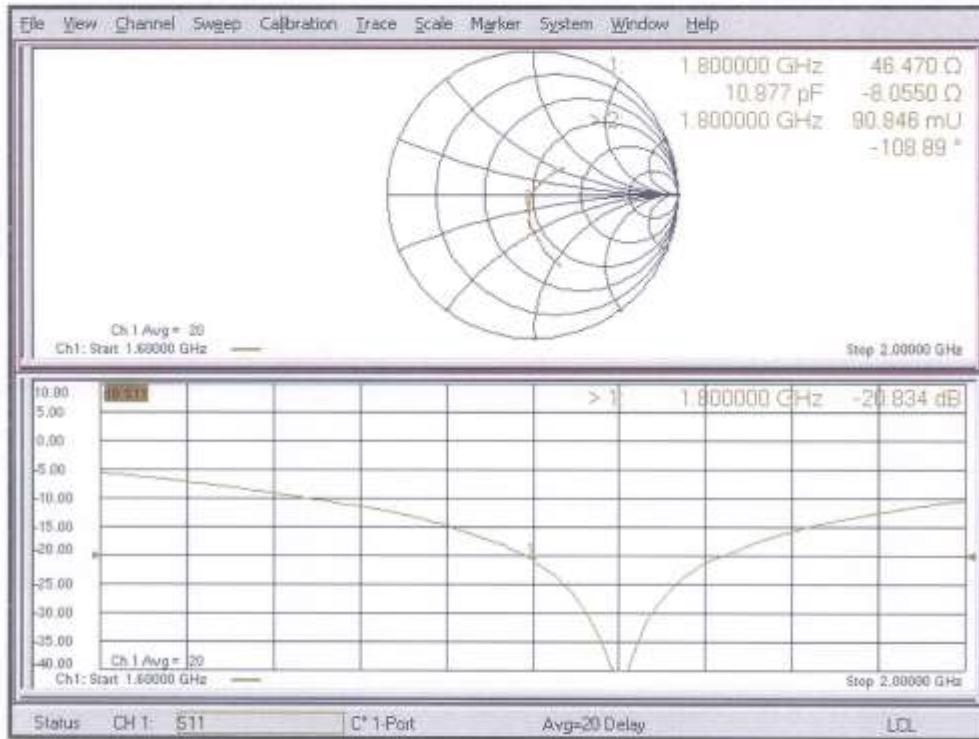 File View Channel Sweep Calibration Trace Scale Marker System Window Help
1: 1.800000 GHz 46.470 Ω
10.977 pF -8.0550 Ω
>2: 1.800000 GHz 90.846 mU
-108.89 °
Ch 1 Avg = 20
Ch1: Start 1.60000 GHz
Stop 2.00000 GHz
10.00
> 1: 1.800000 GHz -20.834 dB
5.00
0.00
-5.00
-10.00
-15.00
-20.00
1
-30.00
-35.00
-40.00
Ch 1 Avg = 20
Ch1: Start 1.60000 GHz
Stop 2.00000 GHz
Status CH 1: S11 C* 1-Port Avg=20 Delay LCL